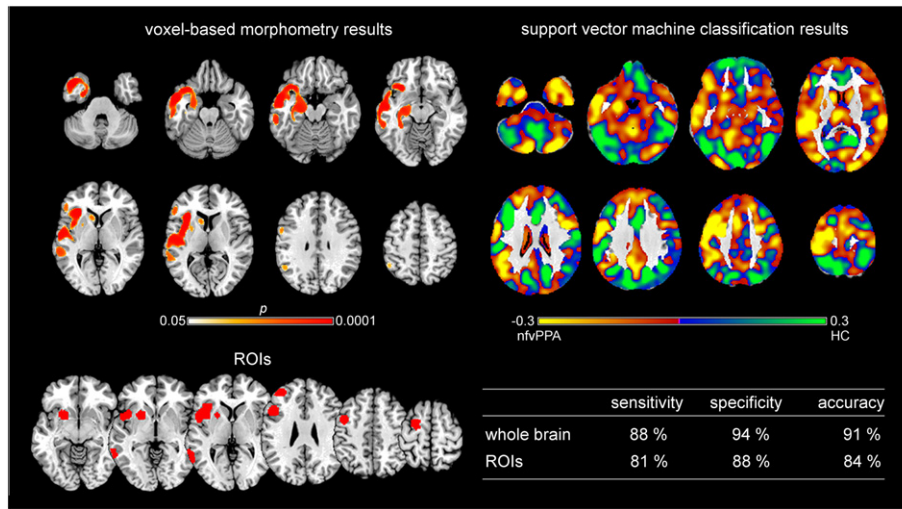 voxel-based morphometry results
support vector machine classification results
p
0.05 0.0001
-0.3 0.3
nfvPPA HC
ROIs
sensitivity specificity accuracy
whole brain 88 % 94 % 91 %
ROIs 81 % 88 % 84 %